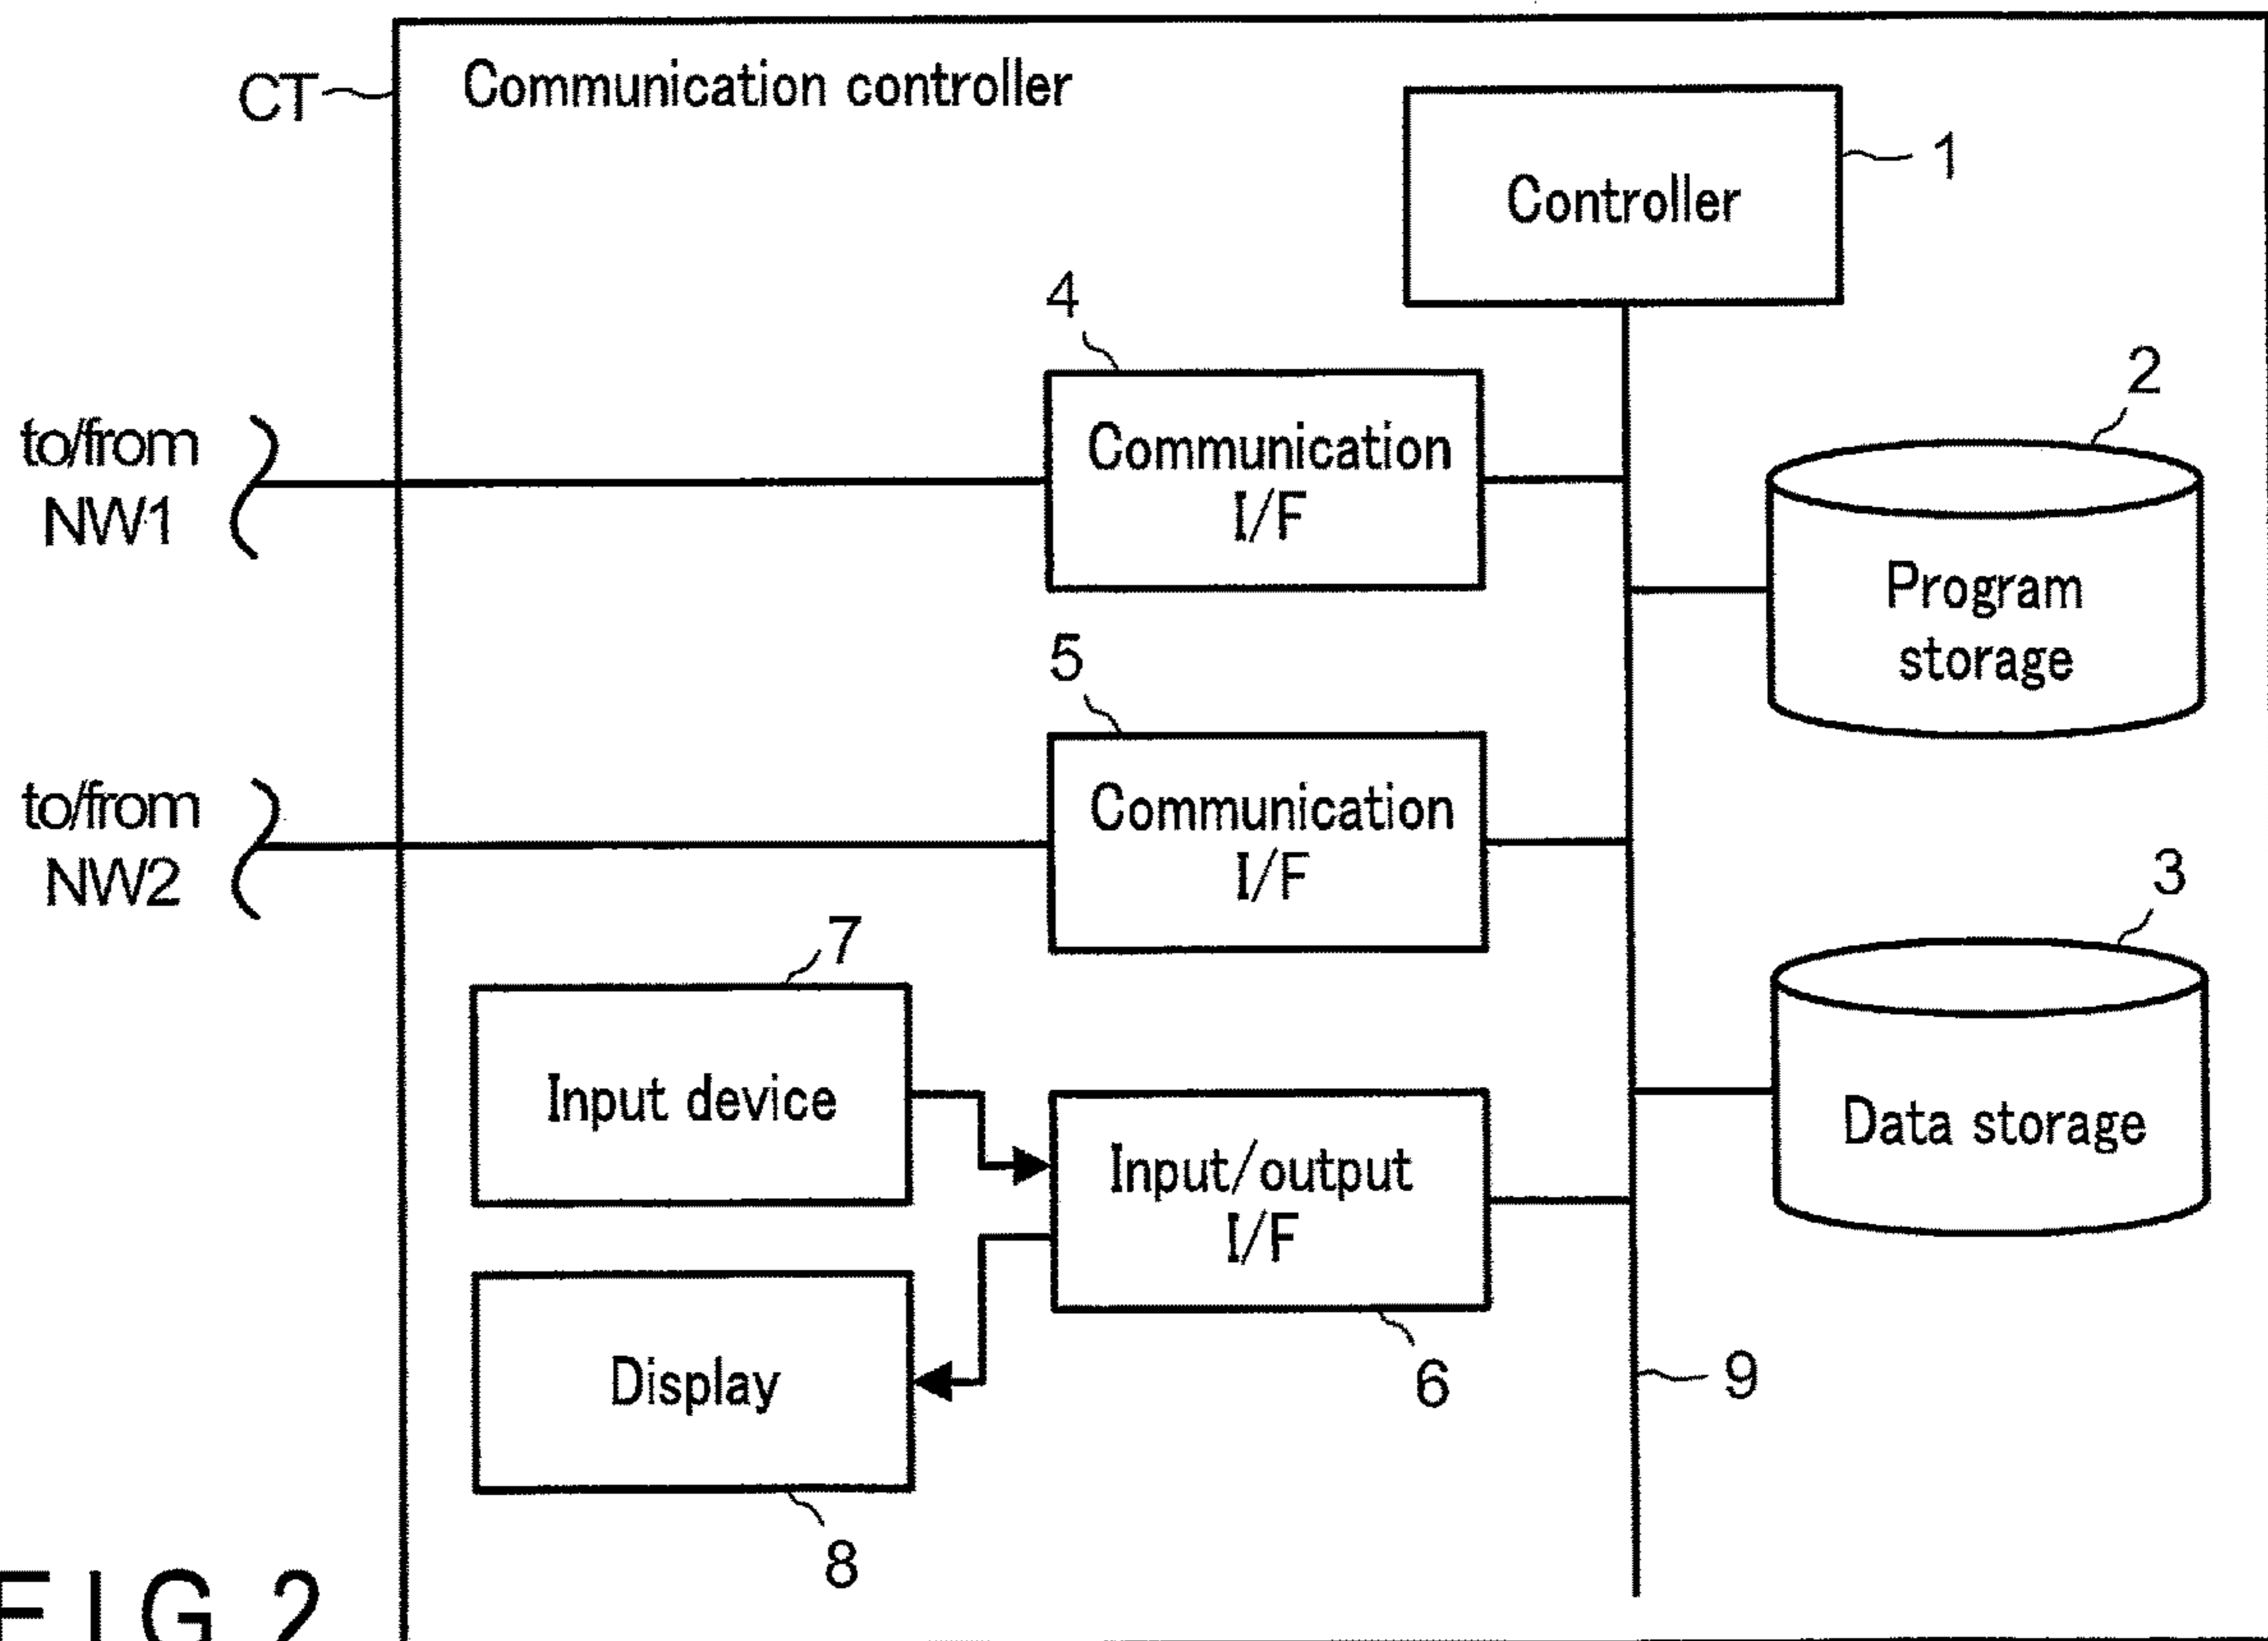 CT
Communication controller
Controller
1
4
Communication
I/F
to/from
NW1
2
Program
storage
5
Communication
I/F
to/from
NW2
3
Data storage
7
Input device
Input/output
I/F
6
Display
8
9
FIG 2